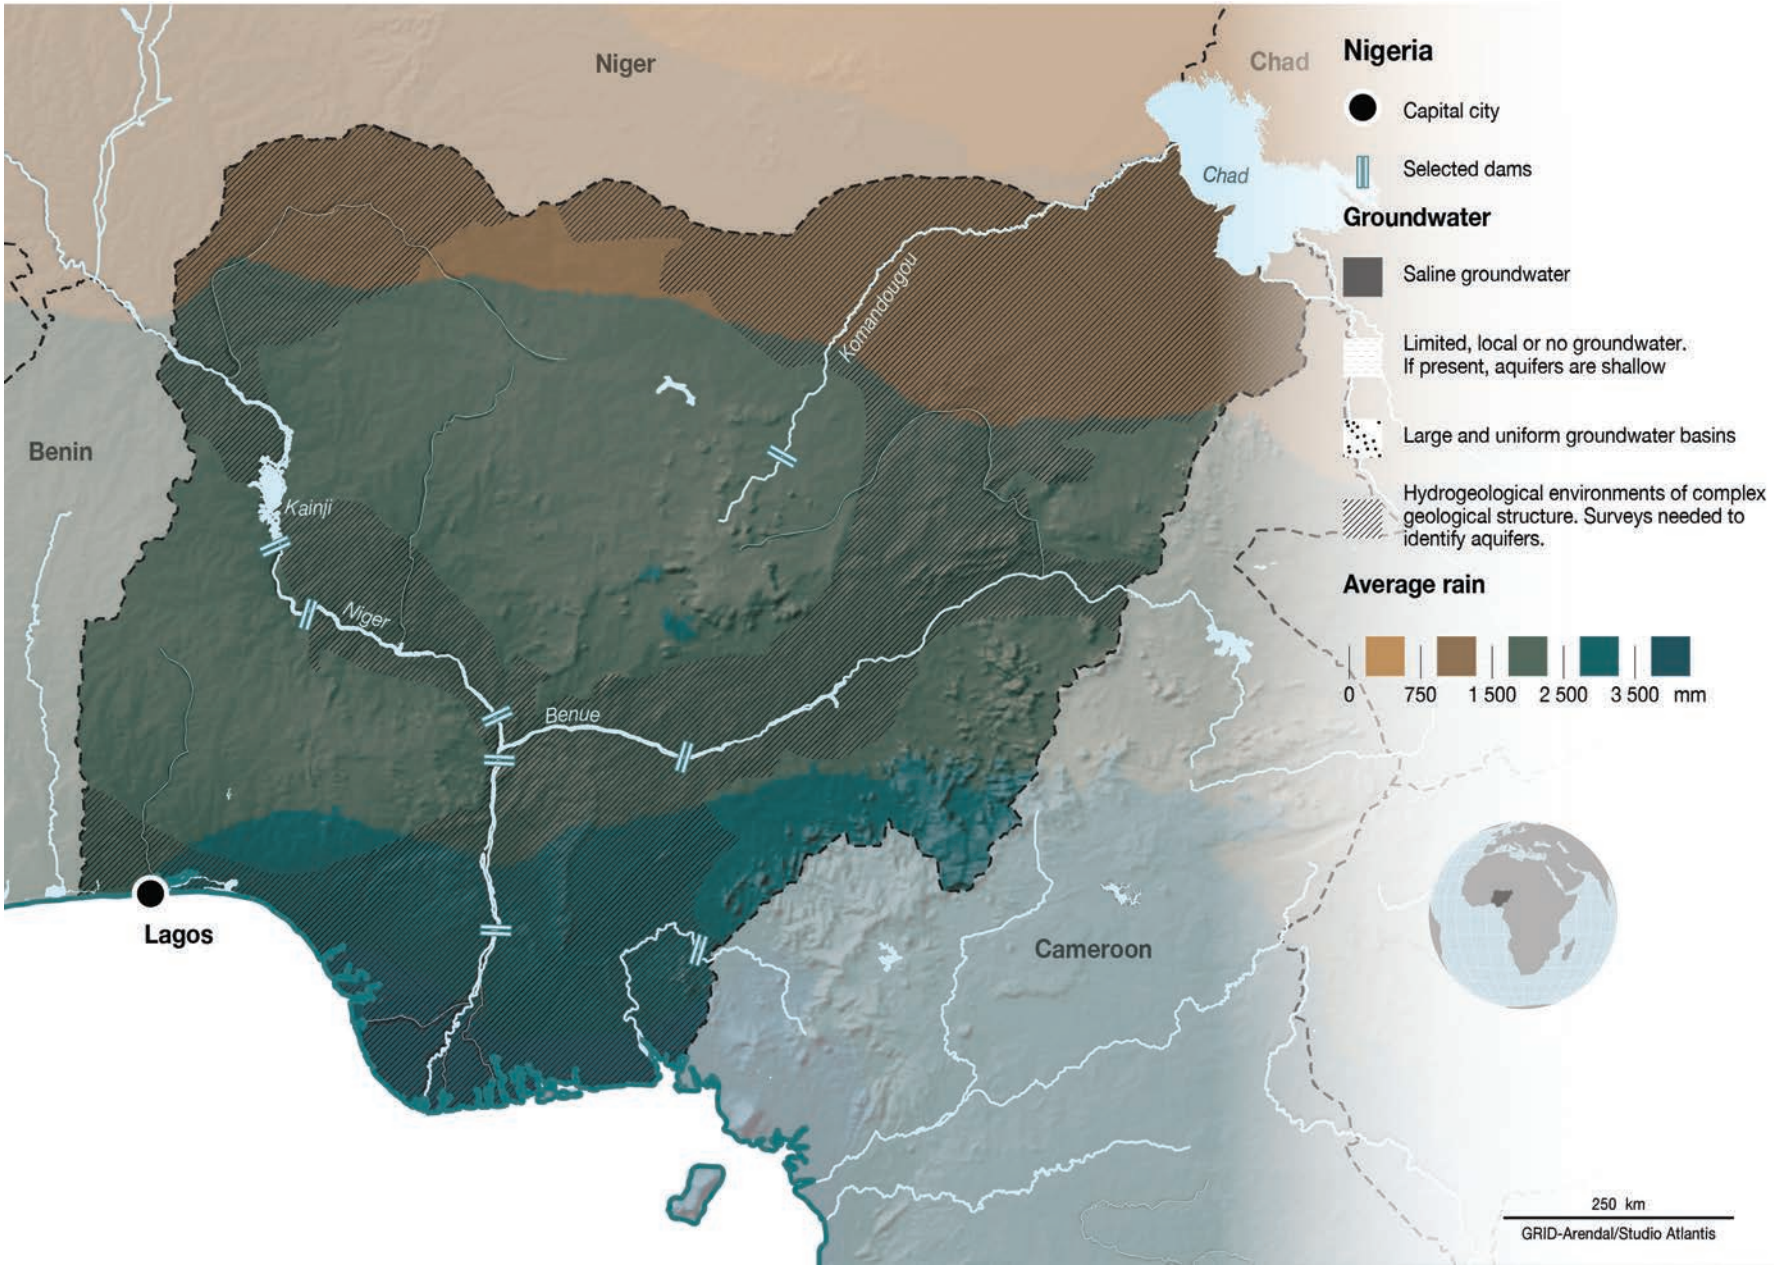 Niger
Chad
Chad
Komandougou
Benin
Kainji
Niger
Benue
Lagos
Cameroon
Nigeria
Capital city
Selected dams
Groundwater
Saline groundwater
Limited, local or no groundwater.
If present, aquifers are shallow
Large and uniform groundwater basins
Hydrogeological environments of complex
geological structure. Surveys needed to
identify aquifers.
Average rain
0 750 1 500 2 500 3 500 mm
250 km
GRID-Arendal/Studio Atlantis